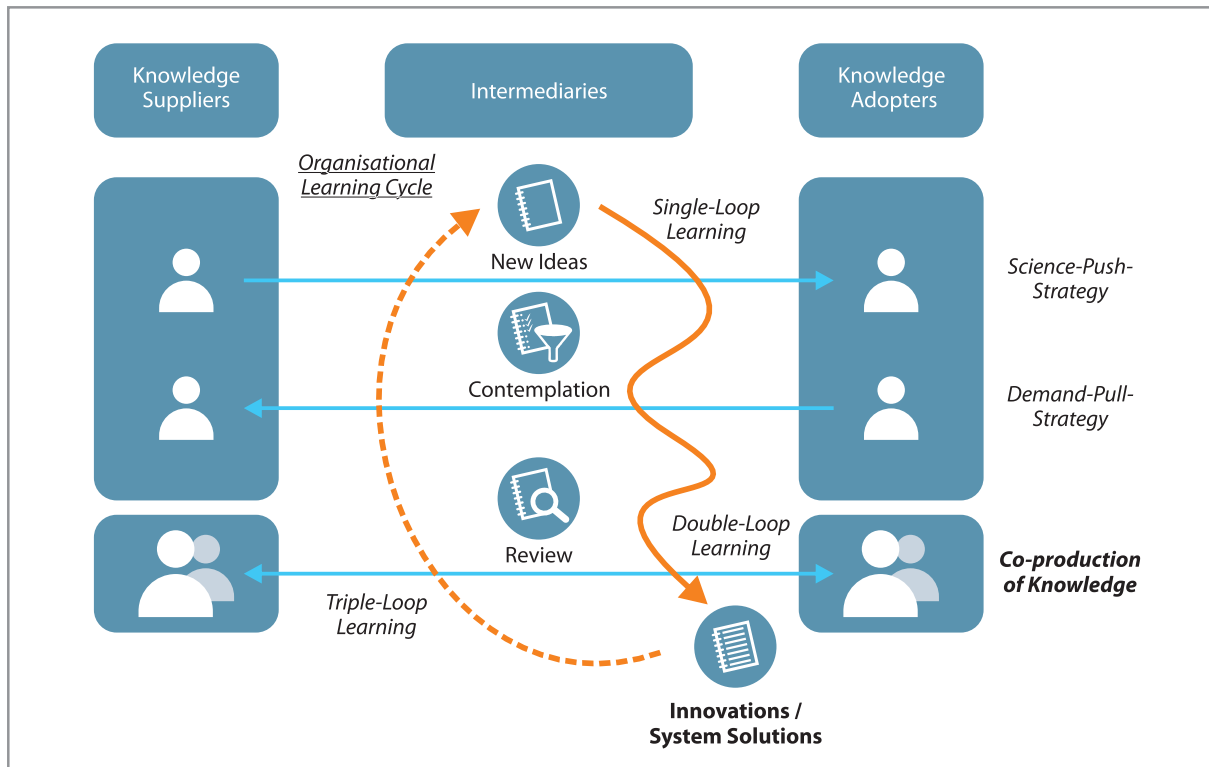 Knowledge
Suppliers
Intermediaries
Knowledge
Adopters
Organisational
Learning Cycle
Single-Loop
Learning
New Ideas
Science-Push-
Strategy
Contemplation
Demand-Pull-
Strategy
Review
Double-Loop
Learning
Triple-Loop
Learning
Co-production
of Knowledge
Innovations /
System Solutions